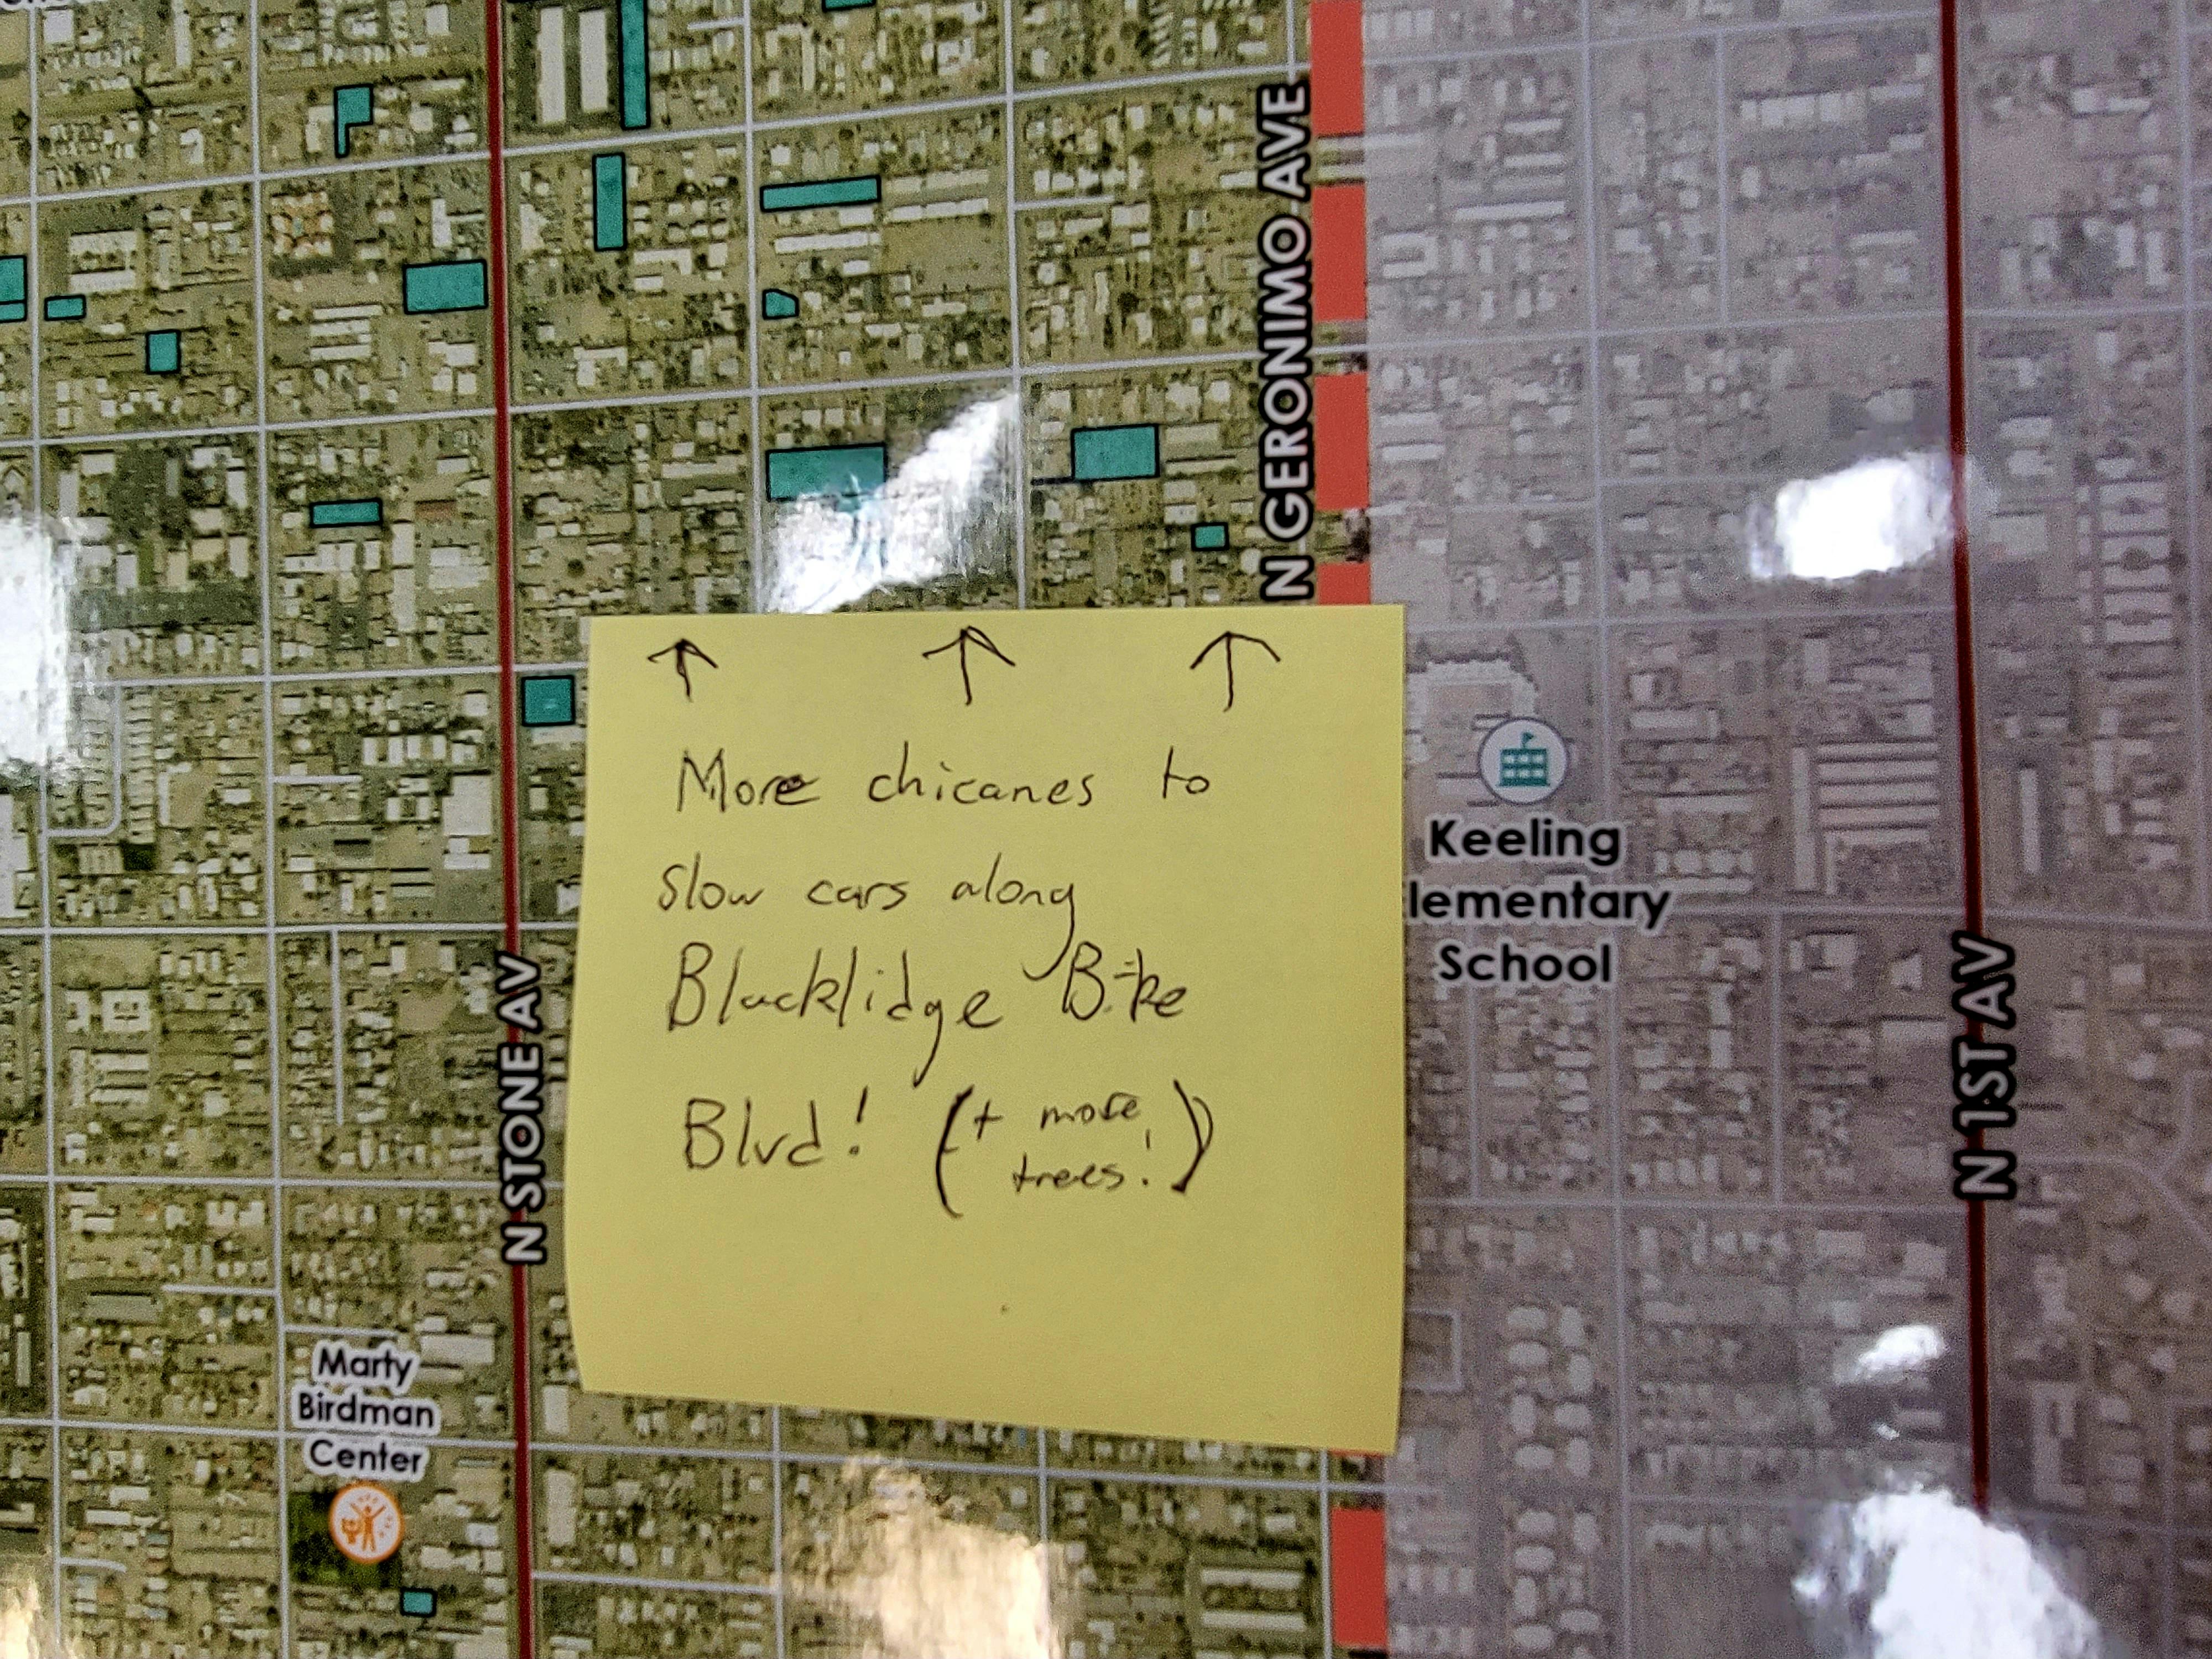 N GERONIMO AVE
↑ ↑ ↑
More chicanes to
slow cars along
Blacklidge Bike
Blvd! (+ more
trees!)
Keeling
lementary
School
N STONE AV
N 1ST AV
Marty
Birdman
Center